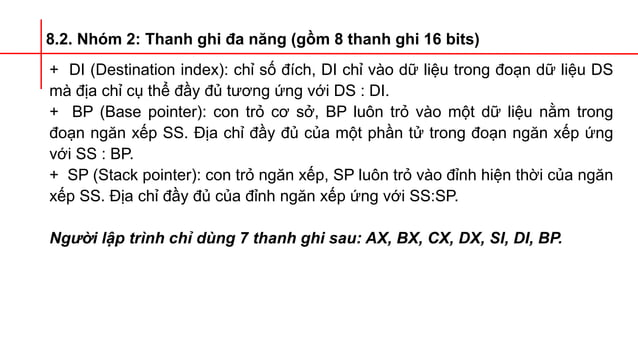 8.2. Nhóm 2: Thanh ghi đa năng (gồm 8 thanh ghi 16 bits)
+ DI (Destination index): chỉ số đích, DI chỉ vào dữ liệu trong đoạn dữ liệu DS
mà địa chỉ cụ thể đầy đủ tương ứng với DS : DI.
+ BP (Base pointer): con trỏ cơ sở, BP luôn trỏ vào một dữ liệu nằm trong
đoạn ngăn xếp SS. Địa chỉ đầy đủ của một phần tử trong đoạn ngăn xếp ứng
với SS : BP.
+ SP (Stack pointer): con trỏ ngăn xếp, SP luôn trỏ vào đỉnh hiện thời của ngăn
xếp SS. Địa chỉ đầy đủ của đỉnh ngăn xếp ứng với SS:SP.
Người lập trình chỉ dùng 7 thanh ghi sau: AX, BX, CX, DX, SI, DI, BP.